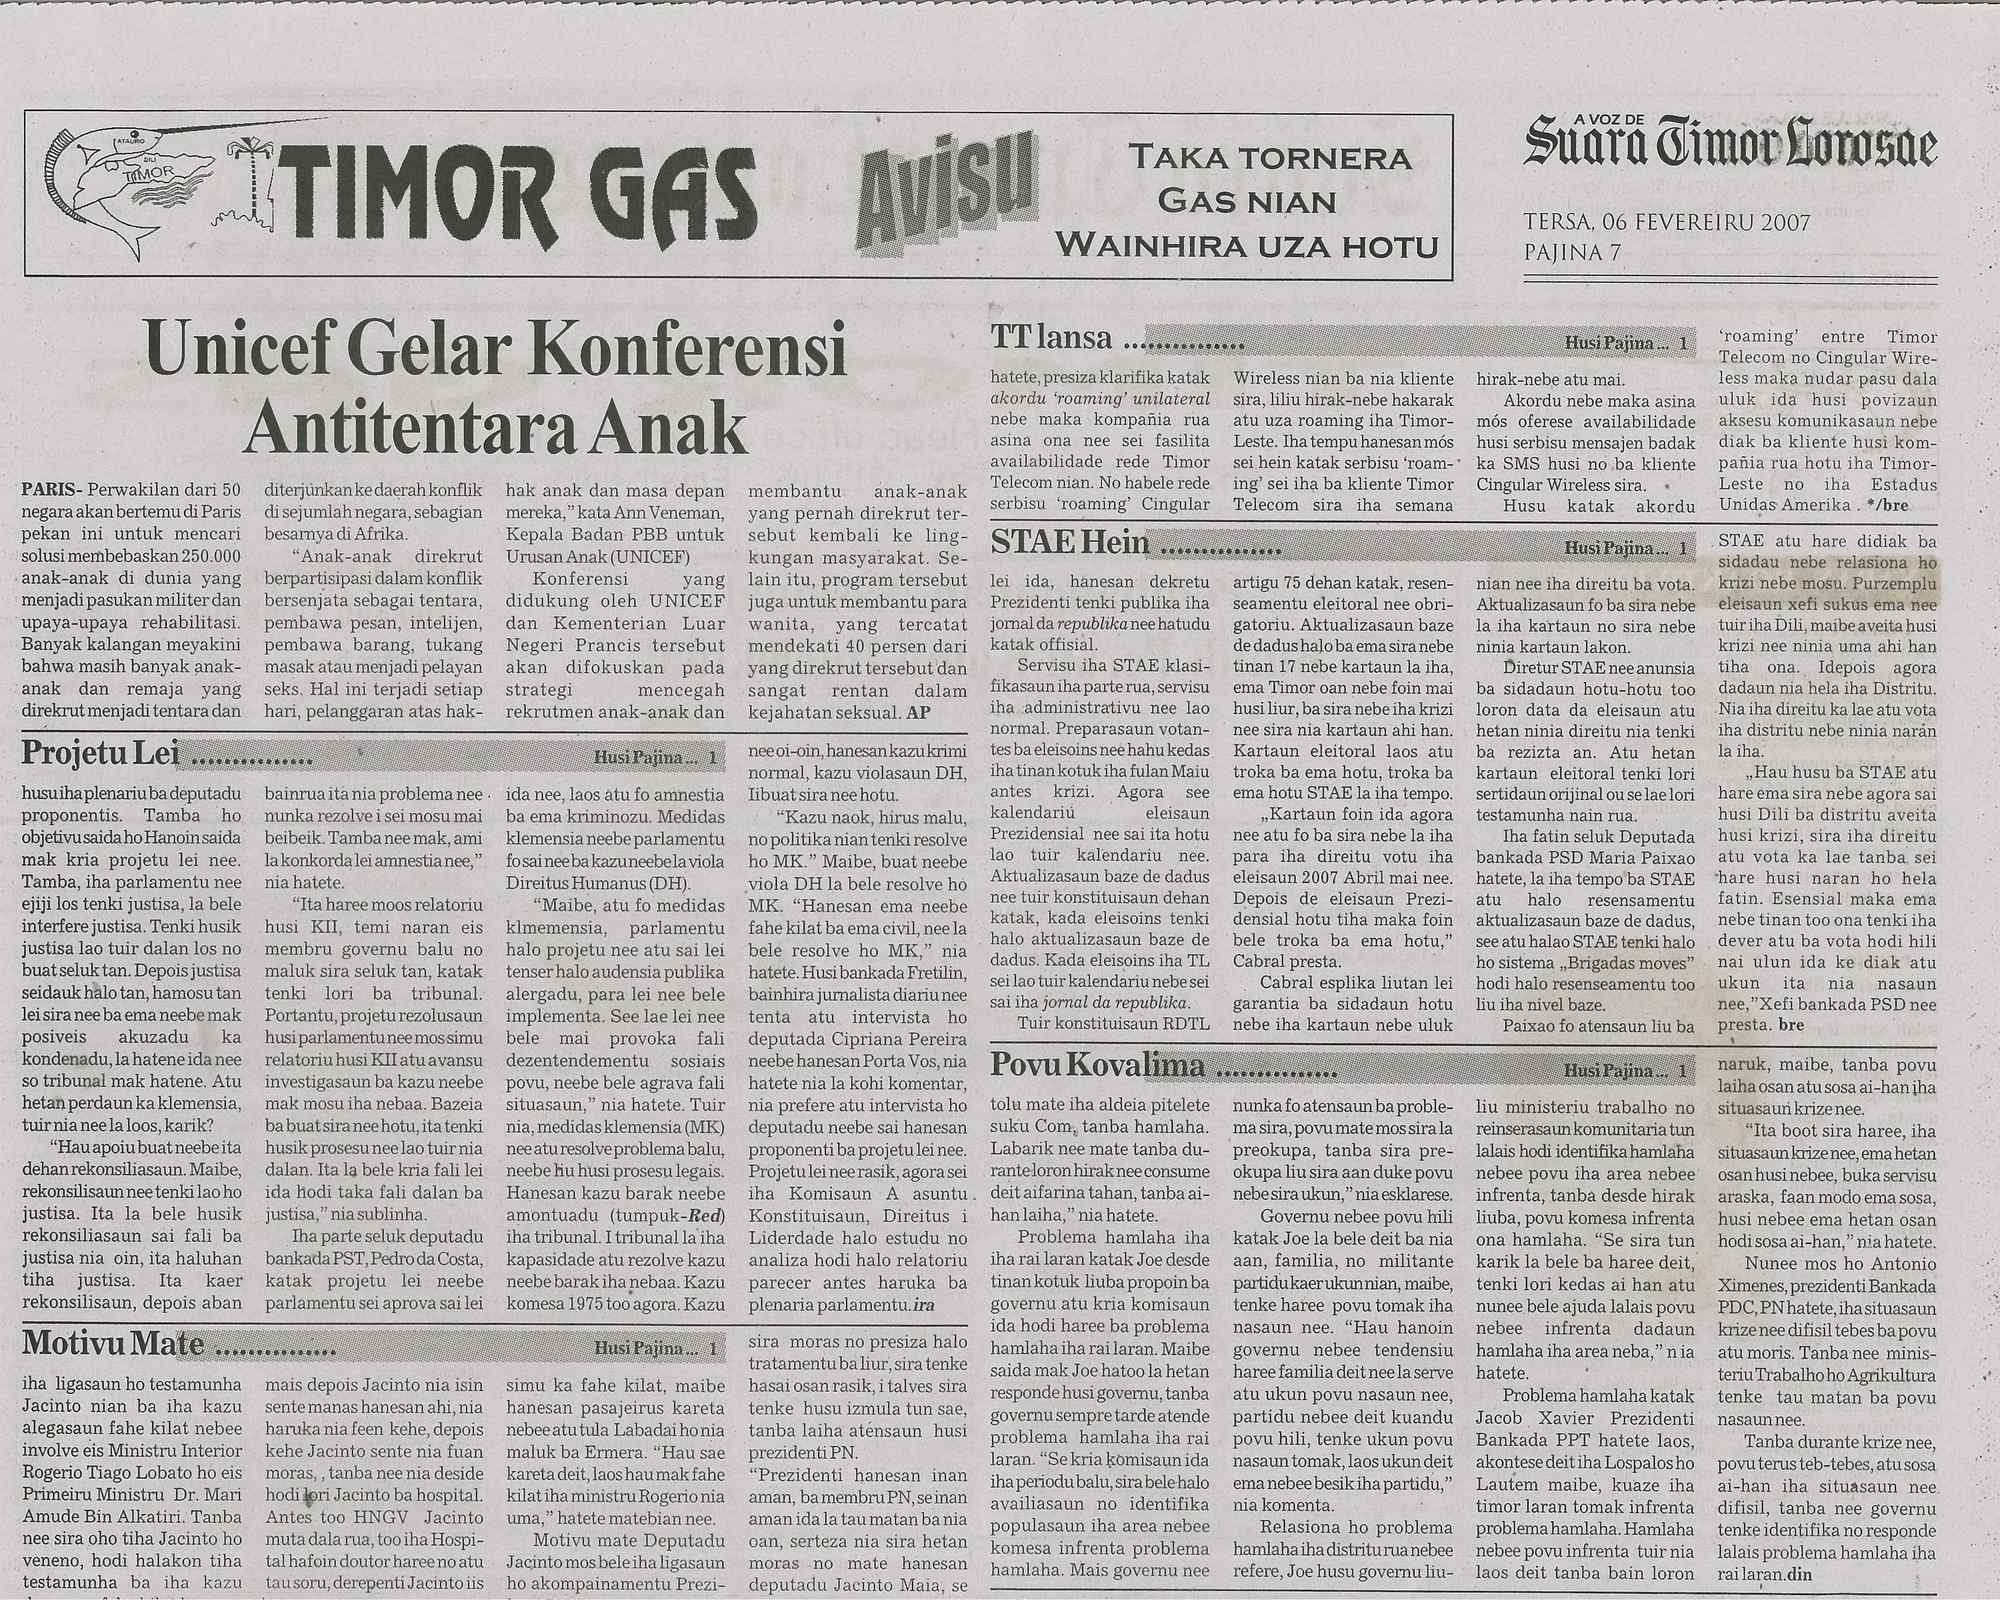 ATAURO
DILI
TIMOR
TIMOR GAS
Avisu
TAKA TORNERA
GAS NIAN
WAINHIRA UZA HOTU
A VOZ DE
Suara Timor Lorosae
TERSA, 06 FEVEREIRU 2007
PAJINA 7
Unicef Gelar Konferensi
Antitentara Anak
PARIS- Perwakilan dari 50
negara akan bertemu di Paris
pekan ini untuk mencari
solusi membebaskan 250.000
anak-anak di dunia yang
menjadi pasukan militer dan
upaya-upaya rehabilitasi.
Banyak kalangan meyakini
bahwa masih banyak anak-
anak dan remaja yang
direkrut menjadi tentara dan
diterjunkan ke daerah konflik
di sejumlah negara, sebagian
besarnya di Afrika.
“Anak-anak direkrut
berpartisipasi dalam konflik
bersenjata sebagai tentara,
pembawa pesan, intelijen,
pembawa barang, tukang
masak atau menjadi pelayan
seks. Hal ini terjadi setiap
hari, pelanggaran atas hak-
hak anak dan masa depan
mereka,” kata Ann Veneman,
Kepala Badan PBB untuk
Urusan Anak (UNICEF)
Konferensi yang
didukung oleh UNICEF
dan Kementerian Luar
Negeri Prancis tersebut
akan difokuskan pada
strategi mencegah
rekrutmen anak-anak dan
membantu anak-anak
yang pernah direkrut ter-
sebut kembali ke ling-
kungan masyarakat. Se-
lain itu, program tersebut
juga untuk membantu para
wanita, yang tercatat
mendekati 40 persen dari
yang direkrut tersebut dan
sangat rentan dalam
kejahatan seksual. AP
Projetu Lei ............... Husi Pajina... 1
husu iha plenariu ba deputadu
proponentis. Tamba ho
objetivu saida ho Hanoin saida
mak kria projetu lei nee.
Tamba, iha parlamentu nee
ejiji los tenki justisa, la bele
interfere justisa. Tenki husik
justisa lao tuir dalan los no
buat seluk tan. Depois justisa
seidauk halo tan, hamosu tan
lei sira nee ba ema neebe mak
posiveis akuzadu ka
kondenadu, la hatene ida nee
so tribunal mak hatene. Atu
hetan perdaun ka klemensia,
tuir nia nee la loos, karik?
“Hau apoiu buat neebe ita
dehan rekonsiliasaun. Maibe,
rekonsilisaun nee tenki lao ho
justisa. Ita la bele husik
rekonsiliasaun sai fali ba
justisa nia oin, ita haluhan
tiha justisa. Ita kaer
rekonsilisaun, depois aban
bainrua ita nia problema nee
nunka rezolve i sei mosu mai
beibeik. Tamba nee mak, ami
la konkorda lei amnestia nee,”
nia hatete.
“Ita haree moos relatoriu
husi KII, temi naran eis
membru governu balu no
maluk sira seluk tan, katak
tenki lori ba tribunal.
Portantu, projetu rezolusaun
husi parlamentu nee mos simu
relatoriu husi KII atu avansu
investigasaun ba kazu neebe
mak mosu iha nebaa. Bazeia
ba buat sira nee hotu, ita tenki
husik prosesu nee lao tuir nia
dalan. Ita la bele kria fali lei
ida hodi taka fali dalan ba
justisa,” nia sublinha.
Iha parte seluk deputadu
bankada PST, Pedro da Costa,
katak projetu lei neebe
parlamentu sei aprova sai lei
ida nee, laos atu fo amnestia
ba ema kriminozu. Medidas
klemensia neebe parlamentu
fo sai nee ba kazu neebe la viola
Direitus Humanus (DH).
“Maibe, atu fo medidas
klmemensia, parlamentu
halo projetu nee atu sai lei
tenser halo audensia publika
alergadu, para lei nee bele
implementa. See lae lei nee
bele mai provoka fali
dezentendementu sosiais
povu, neebe bele agrava fali
situasaun,” nia hatete. Tuir
nia, medidas klemensia (MK)
nee atu resolve problema balu,
neebe liu husi prosesu legais.
Hanesan kazu barak neebe
amontuadu (tumpuk-Red)
iha tribunal. I tribunal la iha
kapasidade atu rezolve kazu
neebe barak iha nebaa. Kazu
komesa 1975 too agora. Kazu
nee oi-oin, hanesan kazu krimi
normal, kazu violasaun DH,
Iibuat sira nee hotu.
“Kazu naok, hirus malu,
no politika nian tenki resolve
ho MK.” Maibe, buat neebe
viola DH la bele resolve ho
MK. “Hanesan ema neebe
fahe kilat ba ema civil, nee la
bele resolve ho MK,” nia
hatete. Husi bankada Fretilin,
bainhira jurnalista diariu nee
tenta atu intervista ho
deputada Cipriana Pereira
neebe hanesan Porta Vos, nia
hatete nia la kohi komentar,
nia prefere atu intervista ho
deputadu neebe sai hanesan
proponenti ba projetu lei nee.
Projetu lei nee rasik, agora sei
iha Komisaun A asuntu
Konstituisaun, Direitus i
Liderdade halo estudu no
analiza hodi halo relatoriu
parecer antes haruka ba
plenaria parlamentu.ira
Motivu Mate ............... Husi Pajina... 1
iha ligasaun ho testamunha
Jacinto nian ba iha kazu
alegasaun fahe kilat nebee
involve eis Ministru Interior
Rogerio Tiago Lobato ho eis
Primeiru Ministru Dr. Mari
Amude Bin Alkatiri. Tanba
nee sira oho tiha Jacinto ho
veneno, hodi halakon tiha
testamunha ba iha kazu
mais depois Jacinto nia isin
sente manas hanesan ahi, nia
haruka nia feen kehe, depois
kehe Jacinto sente nia fuan
moras, , tanba nee nia deside
hodi lori Jacinto ba hospital.
Antes too HNGV Jacinto
muta dala rua, too iha Hospi-
tal hafoin doutor haree no atu
tau soru, derepenti Jacinto iis
simu ka fahe kilat, maibe
hanesan pasajeirus kareta
nebee atu tula Labadai ho nia
maluk ba Ermera. “Hau sae
kareta deit, laos hau mak fahe
kilat iha ministru Rogerio nia
uma,” hatete matebian nee.
Motivu mate Deputadu
Jacinto mos bele iha ligasaun
ho akompainamentu Prezi-
sira moras no presiza halo
tratamentu ba liur, sira tenke
hasai osan rasik, i talves sira
tenke husu izmula tun sae,
tanba laiha atensaun husi
prezidenti PN.
“Prezidenti hanesan inan
aman, ba membru PN, se inan
aman ida la tau matan ba nia
oan, serteza nia sira hetan
moras no mate hanesan
deputadu Jacinto Maia, se
TT lansa ............... Husi Pajina... 1
hatete, presiza klarifika katak
akordu ‘roaming’ unilateral
nebe maka kompañia rua
asina ona nee sei fasilita
availabilidade rede Timor
Telecom nian. No habele rede
serbisu ‘roaming’ Cingular
Wireless nian ba nia kliente
sira, liliu hirak-nebe hakarak
atu uza roaming iha Timor-
Leste. Iha tempu hanesan mós
sei hein katak serbisu ‘roam-
ing’ sei iha ba kliente Timor
Telecom sira iha semana
hirak-nebe atu mai.
Akordu nebe maka asina
mós oferese availabilidade
husi serbisu mensajen badak
ka SMS husi no ba kliente
Cingular Wireless sira.
Husu katak akordu
‘roaming’ entre Timor
Telecom no Cingular Wire-
less maka nudar pasu dala
uluk ida husi povizaun
aksesu komunikasaun nebe
diak ba kliente husi kom-
pañia rua hotu iha Timor-
Leste no iha Estadus
Unidas Amerika . */bre
STAE Hein ............... Husi Pajina... 1
lei ida, hanesan dekretu
Prezidenti tenki publika iha
jornal da republika nee hatudu
katak offisial.
Servisu iha STAE klasi-
fikasaun iha parte rua, servisu
iha administrativu nee lao
normal. Preparasaun votan-
tes ba eleisoins nee hahu kedas
iha tinan kotuk iha fulan Maiu
antes krizi. Agora see
kalendariú eleisaun
Prezidensial nee sai ita hotu
lao tuir kalendariu nee.
Aktualizasaun baze de dadus
nee tuir konstituisaun dehan
katak, kada eleisoins tenki
halo aktualizasaun baze de
dadus. Kada eleisoins iha TL
sei lao tuir kalendariu nebe sei
sai iha jornal da republika.
Tuir konstituisaun RDTL
artigu 75 dehan katak, resen-
seamentu eleitoral nee obri-
gatoriu. Aktualizasaun baze
de dadus halo ba ema sira nebe
tinan 17 nebe kartaun la iha,
ema Timor oan nebe foin mai
husi liur, ba sira nebe iha krizi
nee sira nia kartaun ahi han.
Kartaun eleitoral laos atu
troka ba ema hotu, troka ba
ema hotu STAE la iha tempo.
„Kartaun foin ida agora
nee atu fo ba sira nebe la iha
para iha direitu votu iha
eleisaun 2007 Abril mai nee.
Depois de eleisaun Prezi-
densial hotu tiha maka foin
bele troka ba ema hotu,”
Cabral presta.
Cabral esplika liutan lei
garantia ba sidadaun hotu
nebe iha kartaun nebe uluk
nian nee iha direitu ba vota.
Aktualizasaun fo ba sira nebe
la iha kartaun no sira nebe
ninia kartaun lakon.
Diretur STAE nee anunsia
ba sidadaun hotu-hotu too
loron data da eleisaun atu
hetan ninia direitu nia tenki
ba rezizta an. Atu hetan
kartaun eleitoral tenki lori
sertidaun orijinal ou se lae lori
testamunha nain rua.
Iha fatin seluk Deputada
bankada PSD Maria Paixao
hatete, la iha tempo ba STAE
atu halo resensamentu
aktualizasaun baze de dadus,
see atu halao STAE tenki halo
ho sistema „Brigadas moves”
hodi halo resenseamentu too
liu iha nivel baze.
Paixao fo atensaun liu ba
STAE atu hare didiak ba
sidadau nebe relasiona ho
krizi nebe mosu. Purzemplu
eleisaun xefi sukus ema nee
tuir iha Dili, maibe aveita husi
krizi nee ninia uma ahi han
tiha ona. Idepois agora
dadaun nia hela iha Distritu.
Nia iha direitu ka lae atu vota
iha distritu nebe ninia narán
la iha.
„Hau husu ba STAE atu
hare ema sira nebe agora sai
husi Dili ba distritu aveita
husi krizi, sira iha direitu
atu vota ka lae tanba sei
hare husi naran ho hela
fatin. Esensial maka ema
nebe tinan too ona tenki iha
dever atu ba vota hodi hili
nai ulun ida ke diak atu
ukun ita nia nasaun
nee,”Xefi bankada PSD nee
presta. bre
Povu Kovalima ............... Husi Pajina... 1
tolu mate iha aldeia pitelete
suku Com, tanba hamlaha.
Labarik nee mate tanba du-
rante loron hirak nee consume
deit aifarina tahan, tanba ai-
han laiha,” nia hatete.
Problema hamlaha iha
iha rai laran katak Joe desde
tinan kotuk liuba propoin ba
governu atu kria komisaun
ida hodi haree ba problema
hamlaha iha rai laran. Maibe
saida mak Joe hatoo la hetan
responde husi governu, tanba
governu sempre tarde atende
problema hamlaha iha rai
laran. “Se kria komisaun ida
iha periodu balu, sira bele halo
availiasaun no identifika
populasaun iha area nebee
komesa infrenta problema
hamlaha. Mais governu nee
nunka fo atensaun ba proble-
ma sira, povu mate mos sira la
preokupa, tanba sira pre-
okupa liu sira aan duke povu
nebe sira ukun,” nia esklarese.
Governu nebee povu hili
katak Joe la bele deit ba nia
aan, familia, no militante
partidu kaer ukun nian, maibe,
tenke haree povu tomak iha
nasaun nee. “Hau hanoin
governu nebee tendensiu
haree familia deit nee la serve
atu ukun povu nasaun nee,
partidu nebee deit kuandu
povu hili, tenke ukun povu
nasaun tomak, laos ukun deit
ema nebee besik iha partidu,”
nia komenta.
Relasiona ho problema
hamlaha iha distritu rua nebee
refere, Joe husu governu liu-
liu ministeriu trabalho no
reinserasaun komunitaria tun
lalais hodi identifika hamlaha
nebee povu iha area nebee
infrenta, tanba desde hirak
liuba, povu komesa infrenta
ona hamlaha. “Se sira tun
karik la bele ba haree deit,
tenki lori kedas ai han atu
nunee bele ajuda lalais povu
nebee infrenta dadaun
hamlaha iha area neba,” n ia
hatete.
Problema hamlaha katak
Jacob Xavier Prezidenti
Bankada PPT hatete laos,
akontese deit iha Lospalos ho
Lautem maibe, kuaze iha
timor laran tomak infrenta
problema hamlaha. Hamlaha
nebee povu infrenta tuir nia
laos deit tanba bain loron
naruk, maibe, tanba povu
laiha osan atu sosa ai-han iha
situasaun krize nee.
“Ita boot sira haree, iha
situasaun krize nee, ema hetan
osan husi nebee, buka servisu
araska, faan modo ema sosa,
husi nebee ema hetan osan
hodi sosa ai-han,” nia hatete.
Nunee mos ho Antonio
Ximenes, prezidenti Bankada
PDC, PN hatete, iha situasaun
krize nee difisil tebes ba povu
atu moris. Tanba nee minis-
teriu Trabalho ho Agrikultura
tenke tau matan ba povu
nasaun nee.
Tanba durante krize nee,
povu terus teb-tebes, atu sosa
ai-han iha situasaun nee
difisil, tanba nee governu
tenke identifika no responde
lalais problema hamlaha iha
rai laran.din